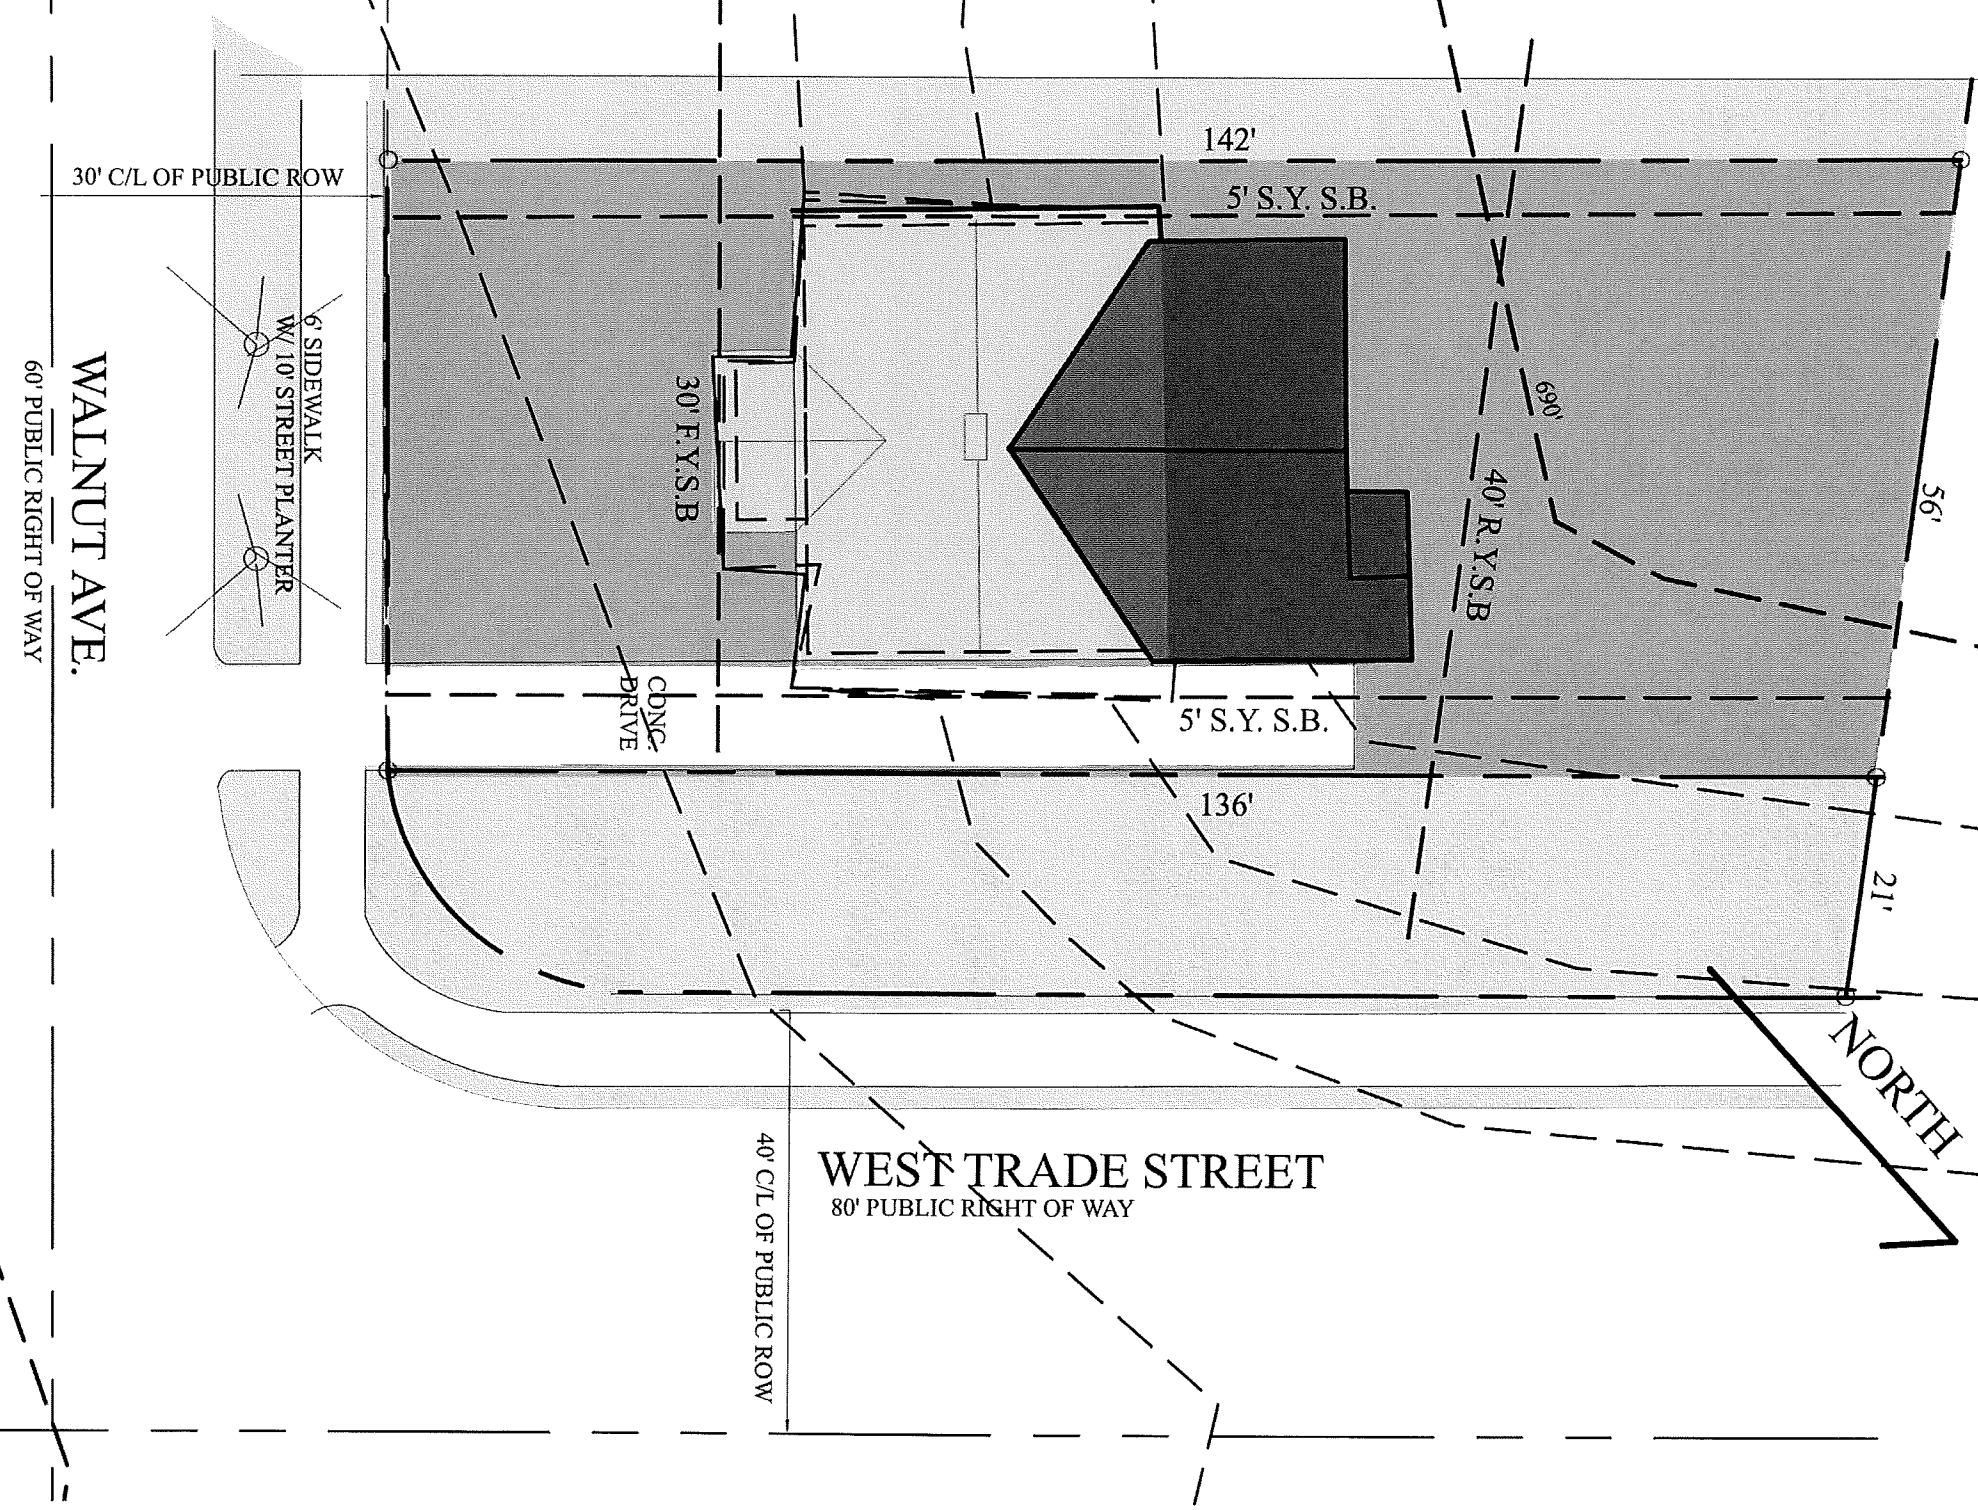 142'
30' C/L OF PUBLIC ROW
5' S.Y. S.B.
6' SIDEWALK
W/ 10' STREET PLANTER
WALNUT AVE.
60' PUBLIC RIGHT OF WAY
30' F.Y.S.B
690'
40' R.Y.S.B
56'
CONC.
DRIVE
5' S.Y. S.B.
136'
21'
NORTH
WEST TRADE STREET
80' PUBLIC RIGHT OF WAY
40' C/L OF PUBLIC ROW